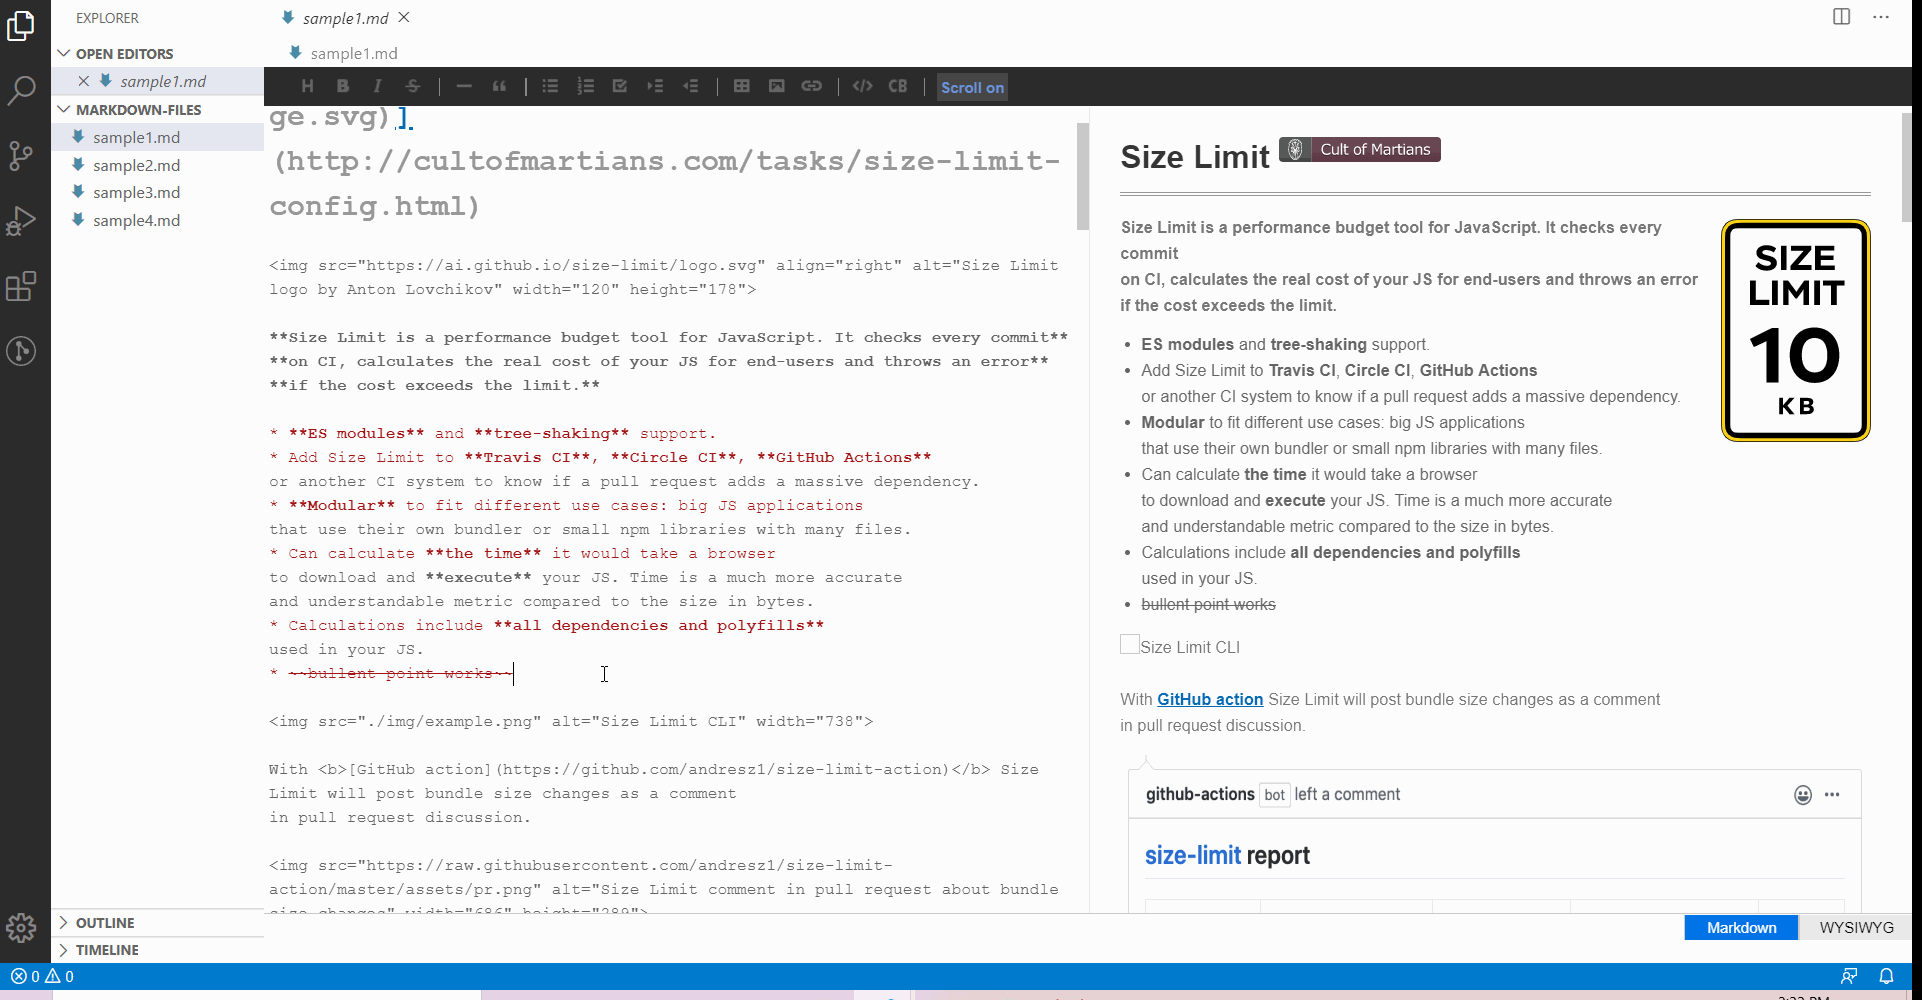 EXPLORER
OPEN EDITORS
sample1.md
MARKDOWN-FILES
sample1.md
sample2.md
sample3.md
sample4.md
OUTLINE
TIMELINE
sample1.md
sample1.md
H B I S CB Scroll on
ge.svg)]
(http://cultofmartians.com/tasks/size-limit-
config.html)
<img src="https://ai.github.io/size-limit/logo.svg" align="right" alt="Size Limit
logo by Anton Lovchikov" width="120" height="178">
**Size Limit is a performance budget tool for JavaScript. It checks every commit**
**on CI, calculates the real cost of your JS for end-users and throws an error**
**if the cost exceeds the limit.**
* **ES modules** and **tree-shaking** support.
* Add Size Limit to **Travis CI**, **Circle CI**, **GitHub Actions**
or another CI system to know if a pull request adds a massive dependency.
* **Modular** to fit different use cases: big JS applications
that use their own bundler or small npm libraries with many files.
* Can calculate **the time** it would take a browser
to download and **execute** your JS. Time is a much more accurate
and understandable metric compared to the size in bytes.
* Calculations include **all dependencies and polyfills**
used in your JS.
* ~~bullent point works~~
<img src="./img/example.png" alt="Size Limit CLI" width="738">
With <b>[GitHub action](https://github.com/andresz1/size-limit-action)</b> Size
Limit will post bundle size changes as a comment
in pull request discussion.
<img src="https://raw.githubusercontent.com/andresz1/size-limit-
action/master/assets/pr.png" alt="Size Limit comment in pull request about bundle
size changes" width="686" height="289">
Size Limit Cult of Martians
Size Limit is a performance budget tool for JavaScript. It checks every
commit
on CI, calculates the real cost of your JS for end-users and throws an error
if the cost exceeds the limit.
SIZE
LIMIT
10
KB
• ES modules and tree-shaking support.
• Add Size Limit to Travis CI, Circle CI, GitHub Actions
or another CI system to know if a pull request adds a massive dependency.
• Modular to fit different use cases: big JS applications
that use their own bundler or small npm libraries with many files.
• Can calculate the time it would take a browser
to download and execute your JS. Time is a much more accurate
and understandable metric compared to the size in bytes.
• Calculations include all dependencies and polyfills
used in your JS.
• bullent point works
Size Limit CLI
With GitHub action Size Limit will post bundle size changes as a comment
in pull request discussion.
github-actions bot left a comment
size-limit report
Markdown WYSIWYG
0 0